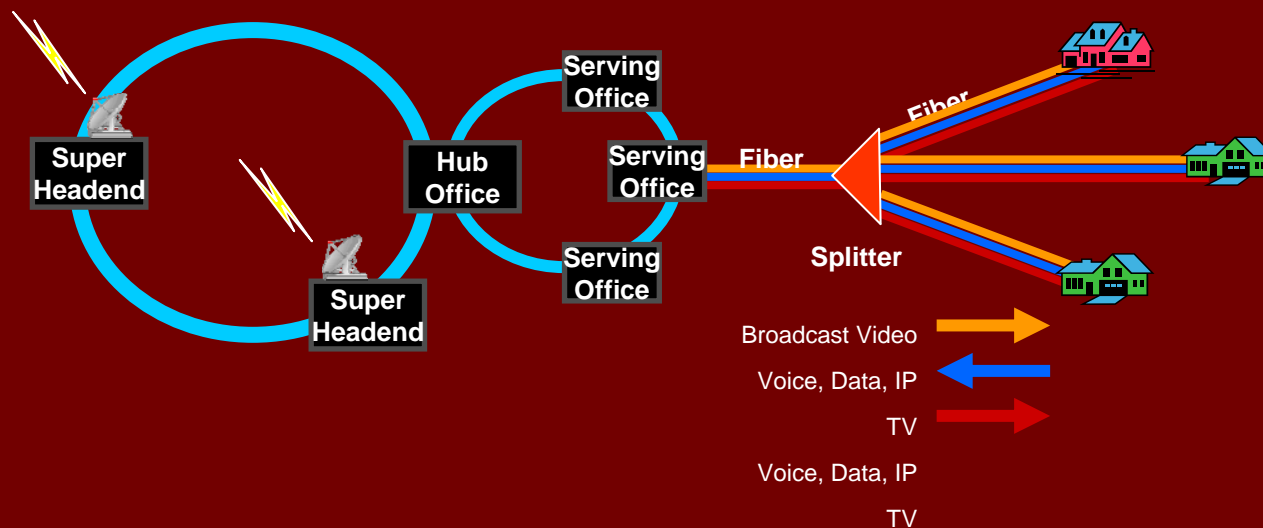 Serving
Office
Fiber
Super
Headend
Hub
Office
Serving
Office
Fiber
Splitter
Serving
Office
Super
Headend
Broadcast Video
Voice, Data, IP
TV
Voice, Data, IP
TV